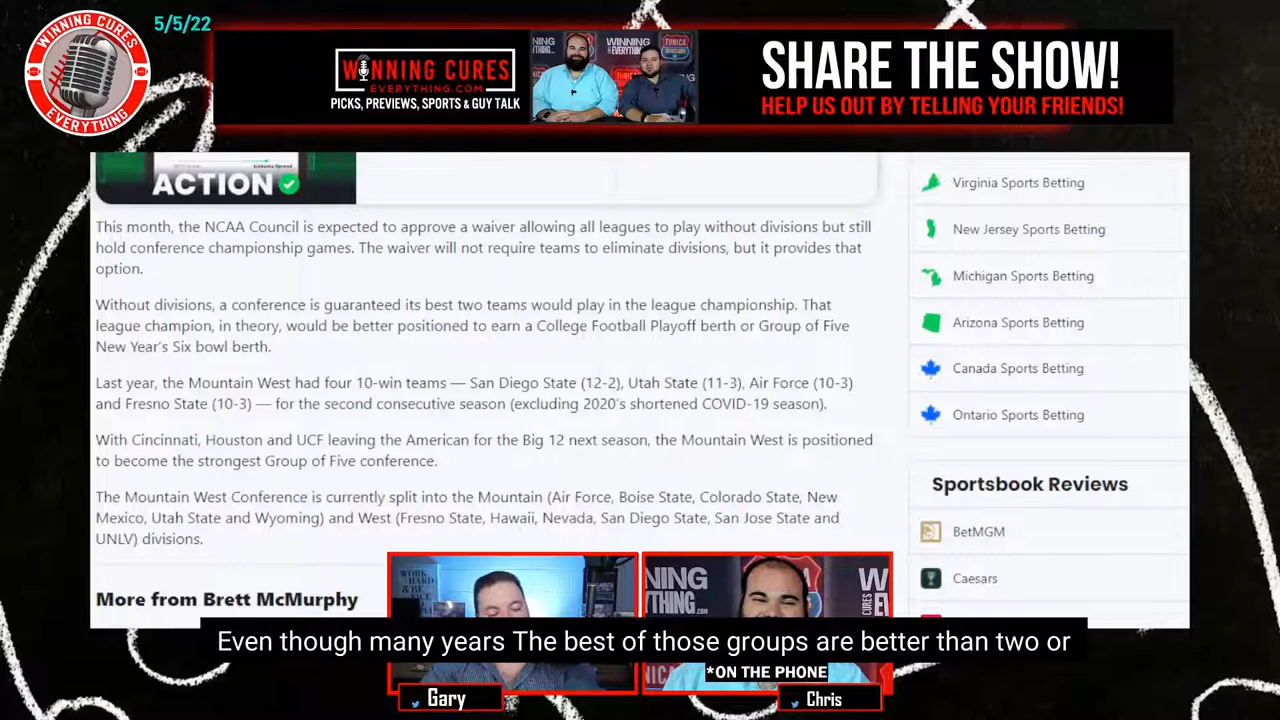 WINNING CURES
EVERYTHING
5/5/22
WINNING CURES
EVERYTHING.COM
PICKS, PREVIEWS, SPORTS & GUY TALK
SHARE THE SHOW!
HELP US OUT BY TELLING YOUR FRIENDS!
Alabama Spread
ACTION
This month, the NCAA Council is expected to approve a waiver allowing all leagues to play without divisions but still
hold conference championship games. The waiver will not require teams to eliminate divisions, but it provides that
option.
Without divisions, a conference is guaranteed its best two teams would play in the league championship. That
league champion, in theory, would be better positioned to earn a College Football Playoff berth or Group of Five
New Year's Six bowl berth.
Last year, the Mountain West had four 10-win teams — San Diego State (12-2), Utah State (11-3), Air Force (10-3)
and Fresno State (10-3) — for the second consecutive season (excluding 2020's shortened COVID-19 season).
With Cincinnati, Houston and UCF leaving the American for the Big 12 next season, the Mountain West is positioned
to become the strongest Group of Five conference.
The Mountain West Conference is currently split into the Mountain (Air Force, Boise State, Colorado State, New
Mexico, Utah State and Wyoming) and West (Fresno State, Hawaii, Nevada, San Diego State, San Jose State and
UNLV) divisions.
More from Brett McMurphy
Virginia Sports Betting
New Jersey Sports Betting
Michigan Sports Betting
Arizona Sports Betting
Canada Sports Betting
Ontario Sports Betting
Sportsbook Reviews
BetMGM
Caesars
Even though many years The best of those groups are better than two or
*ON THE PHONE
Gary
Chris